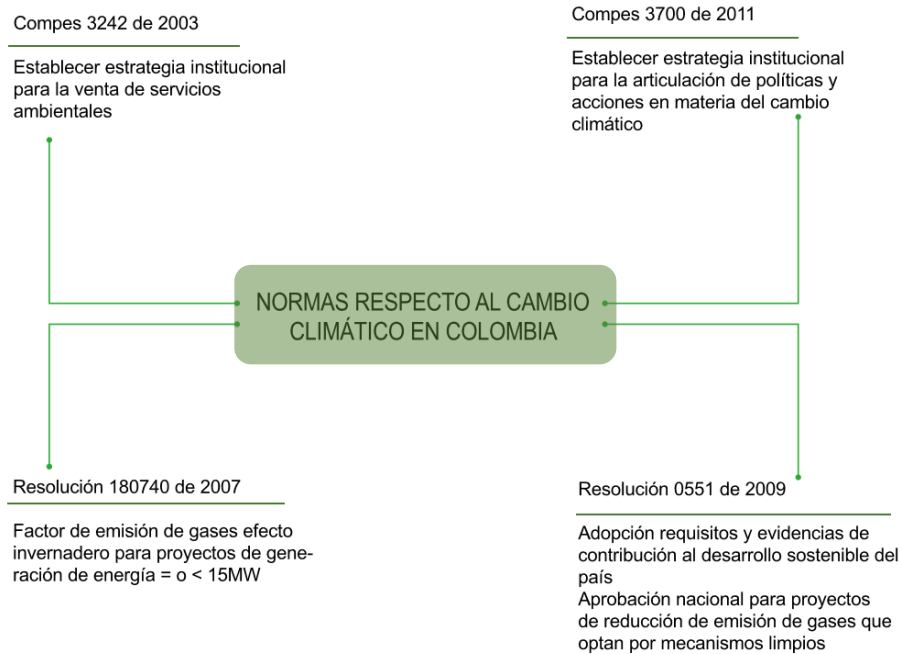 Compes 3242 de 2003
Establecer estrategia institucional
para la venta de servicios
ambientales
Compes 3700 de 2011
Establecer estrategia institucional
para la articulación de políticas y
acciones en materia del cambio
climático
NORMAS RESPECTO AL CAMBIO
CLIMÁTICO EN COLOMBIA
Resolución 180740 de 2007
Factor de emisión de gases efecto
invernadero para proyectos de gene-
ración de energía = o < 15MW
Resolución 0551 de 2009
Adopción requisitos y evidencias de
contribución al desarrollo sostenible del
país
Aprobación nacional para proyectos
de reducción de emisión de gases que
optan por mecanismos limpios